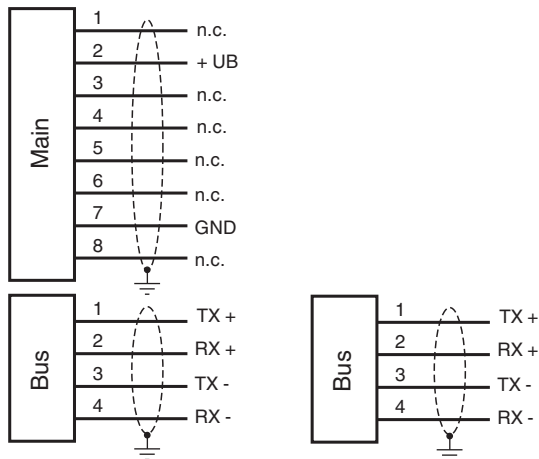 Main
1 n.c.
2 + UB
3 n.c.
4 n.c.
5 n.c.
6 n.c.
7 GND
8 n.c.
Bus
1 TX +
2 RX +
3 TX -
4 RX -
Bus
1 TX +
2 RX +
3 TX -
4 RX -